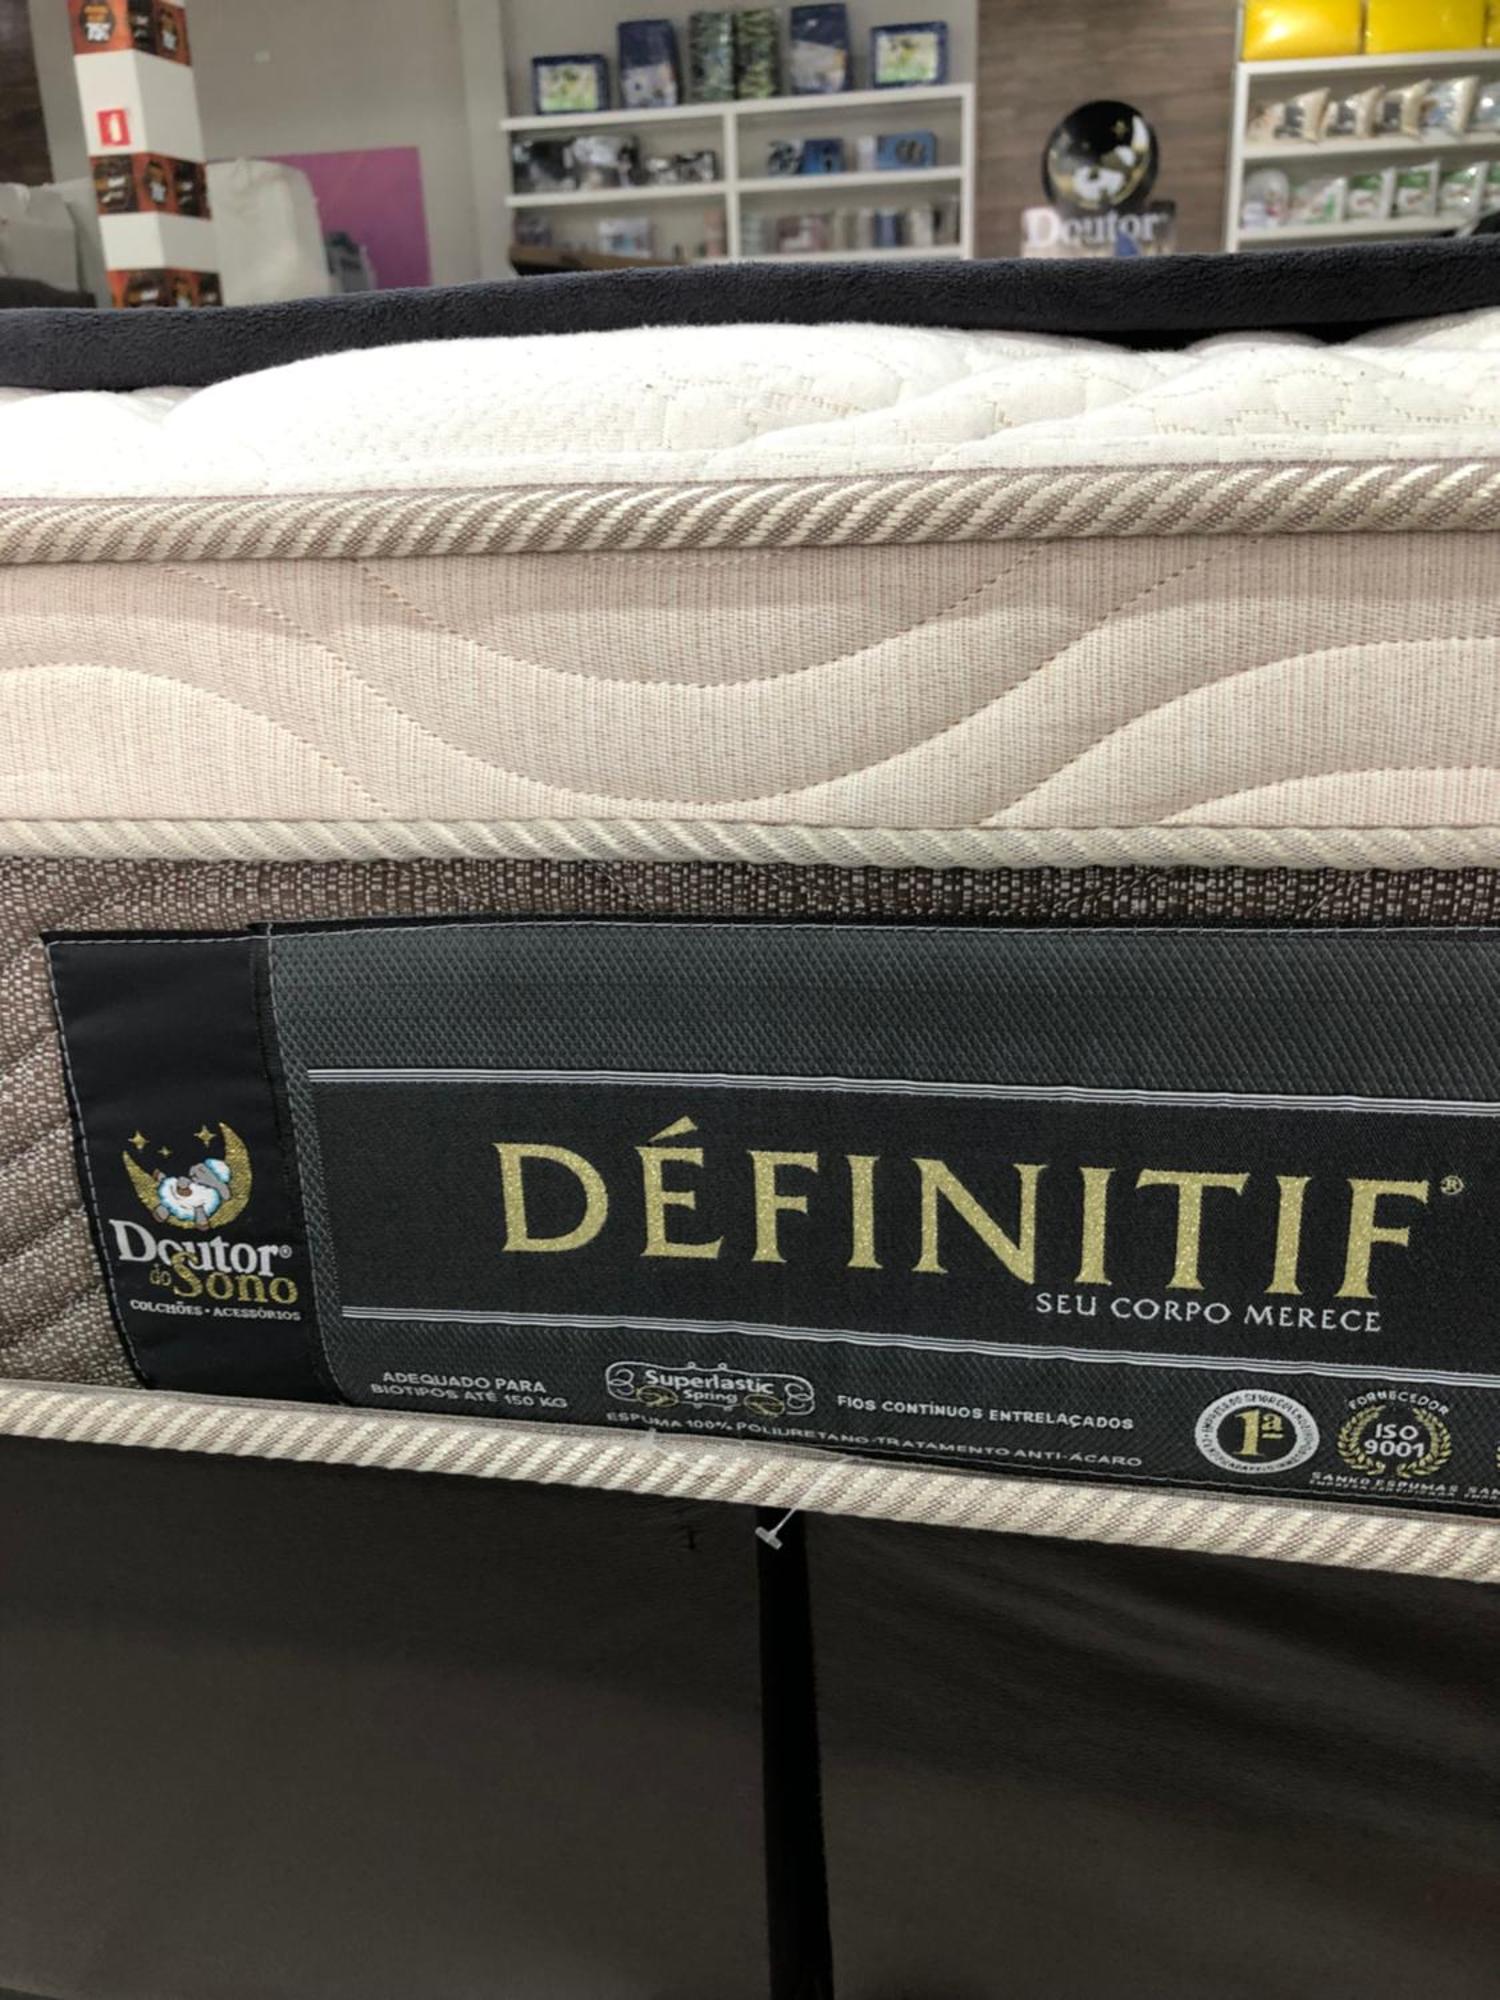 Doutor
Doutor®
do Sono
COLCHÕES • ACESSÓRIOS
DÉFINITIF®
SEU CORPO MERECE
ADEQUADO PARA
BIOTIPOS ATÉ 150 KG
Superlastic
Spring
FIOS CONTÍNUOS ENTRELAÇADOS
ESPUMA 100% POLIURETANO-TRATAMENTO ANTI-ÁCARO
1ª
FORNECEDOR
ISO
9001
SANKO ESPUMAS